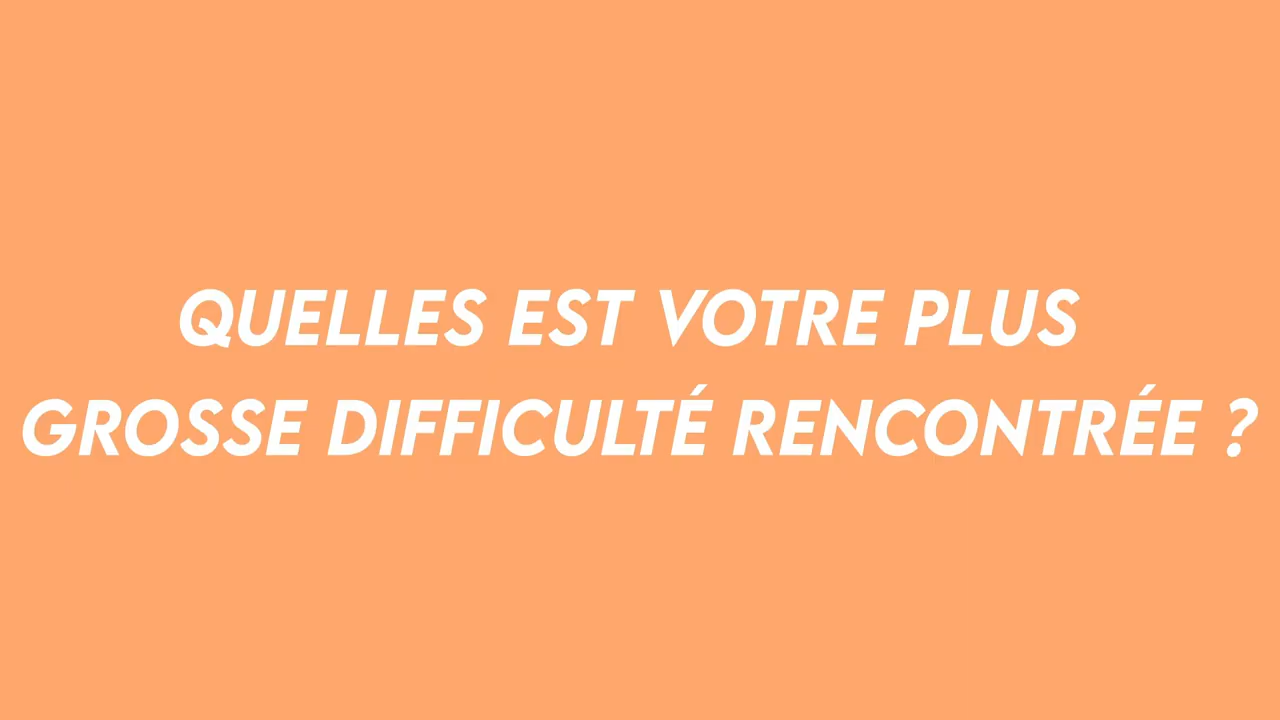 QUELLES EST VOTRE PLUS
GROSSE DIFFICULTÉ RENCONTRÉE ?